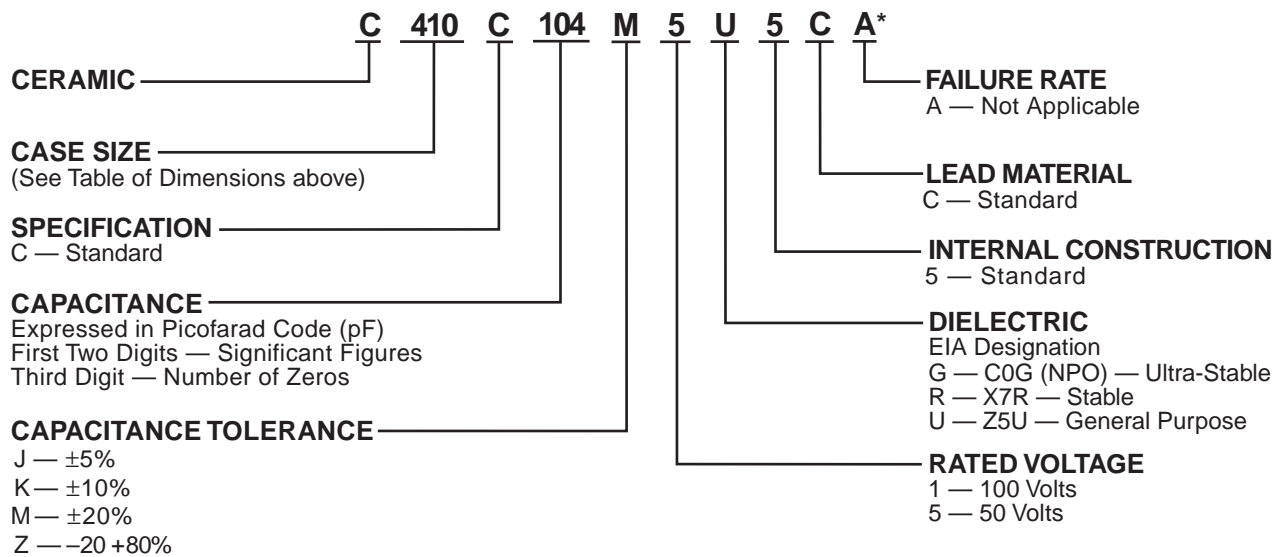 C 410 C 104 M 5 U 5 C A*
CERAMIC
CASE SIZE
(See Table of Dimensions above)
SPECIFICATION
C — Standard
CAPACITANCE
Expressed in Picofarad Code (pF)
First Two Digits — Significant Figures
Third Digit — Number of Zeros
CAPACITANCE TOLERANCE
J — ±5%
K — ±10%
M — ±20%
Z — –20 +80%
FAILURE RATE
A — Not Applicable
LEAD MATERIAL
C — Standard
INTERNAL CONSTRUCTION
5 — Standard
DIELECTRIC
EIA Designation
G — C0G (NPO) — Ultra-Stable
R — X7R — Stable
U — Z5U — General Purpose
RATED VOLTAGE
1 — 100 Volts
5 — 50 Volts